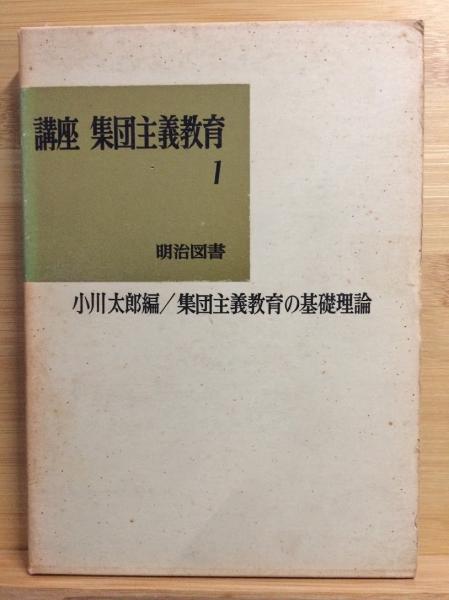 講座 集団主義教育
1
明治図書
小川太郎編/集団主義教育の基礎理論